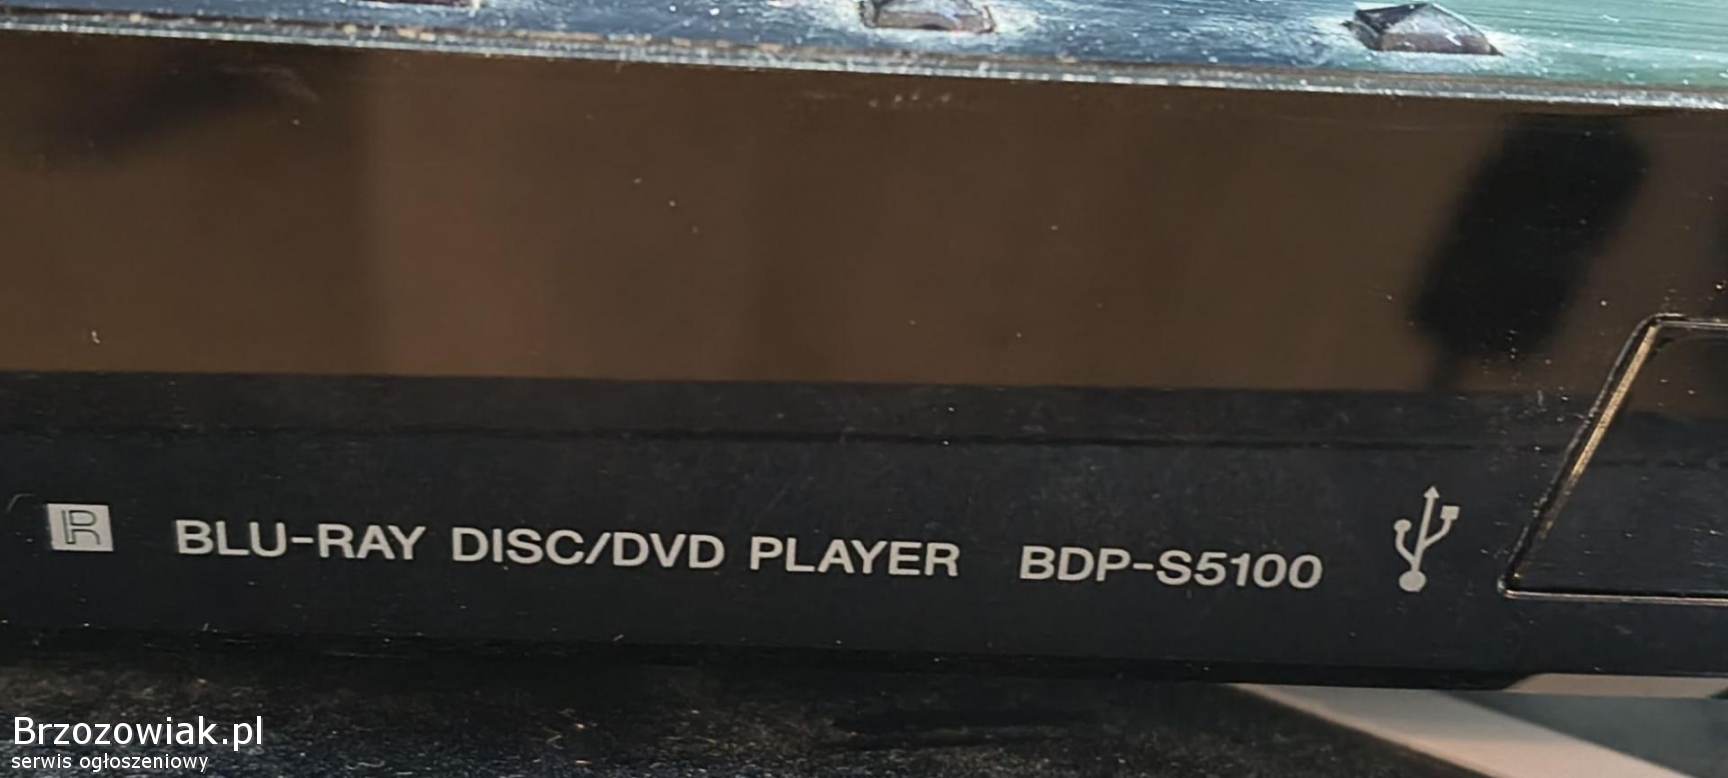 R BLU-RAY DISC/DVD PLAYER BDP-S5100
Brzozowiak.pl
serwis ogłoszeniowy